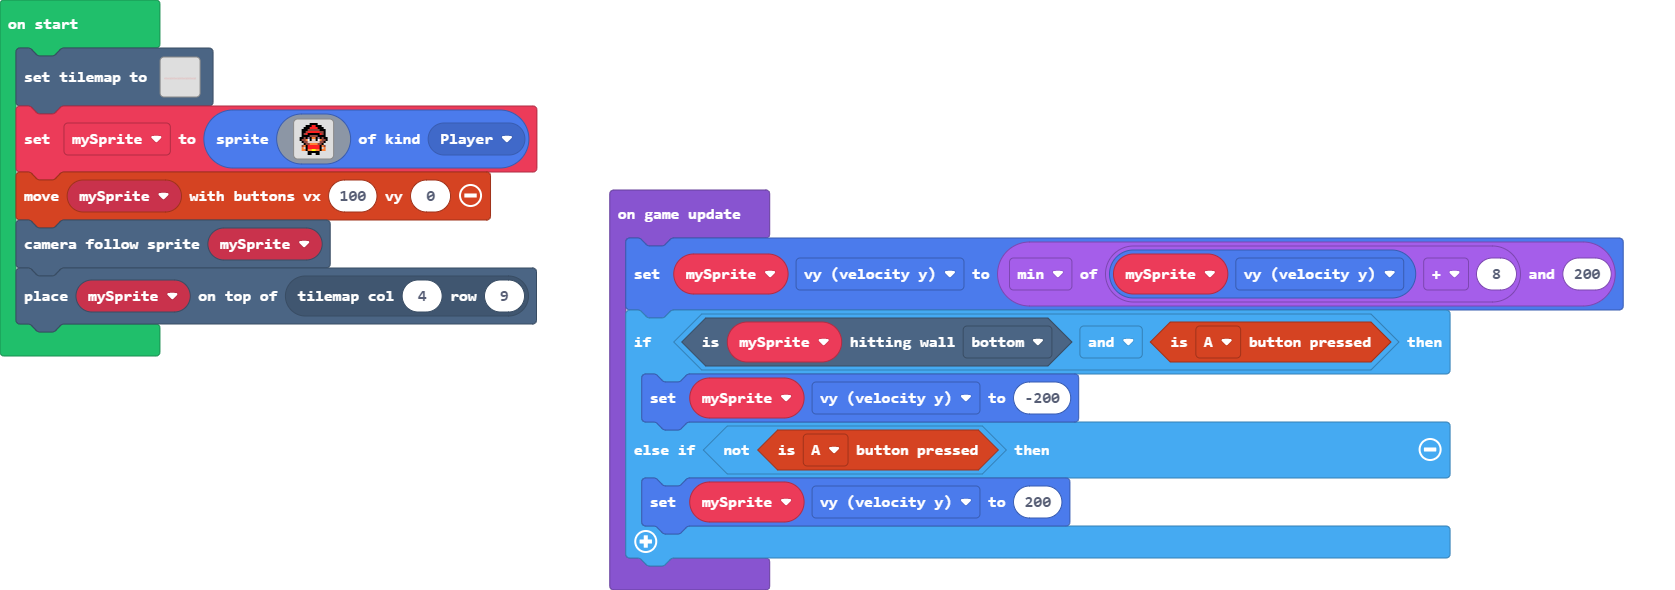 on start
set tilemap to
set mySprite to sprite of kind Player
move mySprite with buttons vx 100 vy 0
camera follow sprite mySprite
place mySprite on top of tilemap col 4 row 9
on game update
set mySprite vy (velocity y) to min of mySprite vy (velocity y) + 8 and 200
if is mySprite hitting wall bottom and is A button pressed then
set mySprite vy (velocity y) to -200
else if not is A button pressed then
set mySprite vy (velocity y) to 200